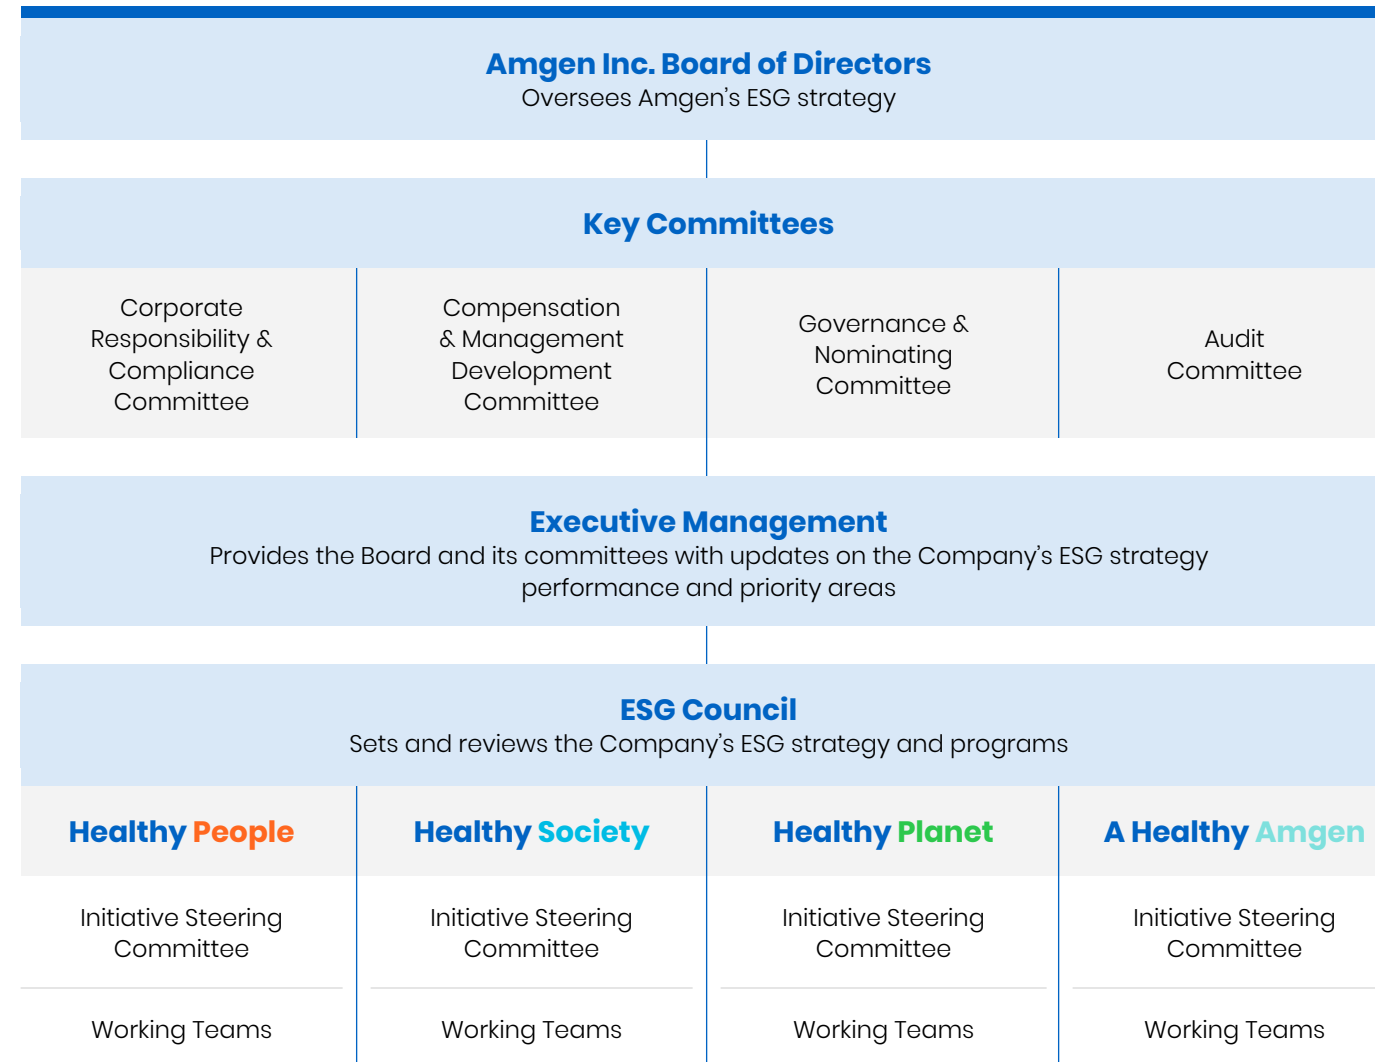 Amgen Inc. Board of Directors
Oversees Amgen’s ESG strategy
Key Committees
Corporate
Responsibility &
Compliance
Committee
Compensation
& Management
Development
Committee
Governance &
Nominating
Committee
Audit
Committee
Executive Management
Provides the Board and its committees with updates on the Company’s ESG strategy
performance and priority areas
ESG Council
Sets and reviews the Company’s ESG strategy and programs
Healthy People
Initiative Steering
Committee
Working Teams
Healthy Society
Initiative Steering
Committee
Working Teams
Healthy Planet
Initiative Steering
Committee
Working Teams
A Healthy Amgen
Initiative Steering
Committee
Working Teams